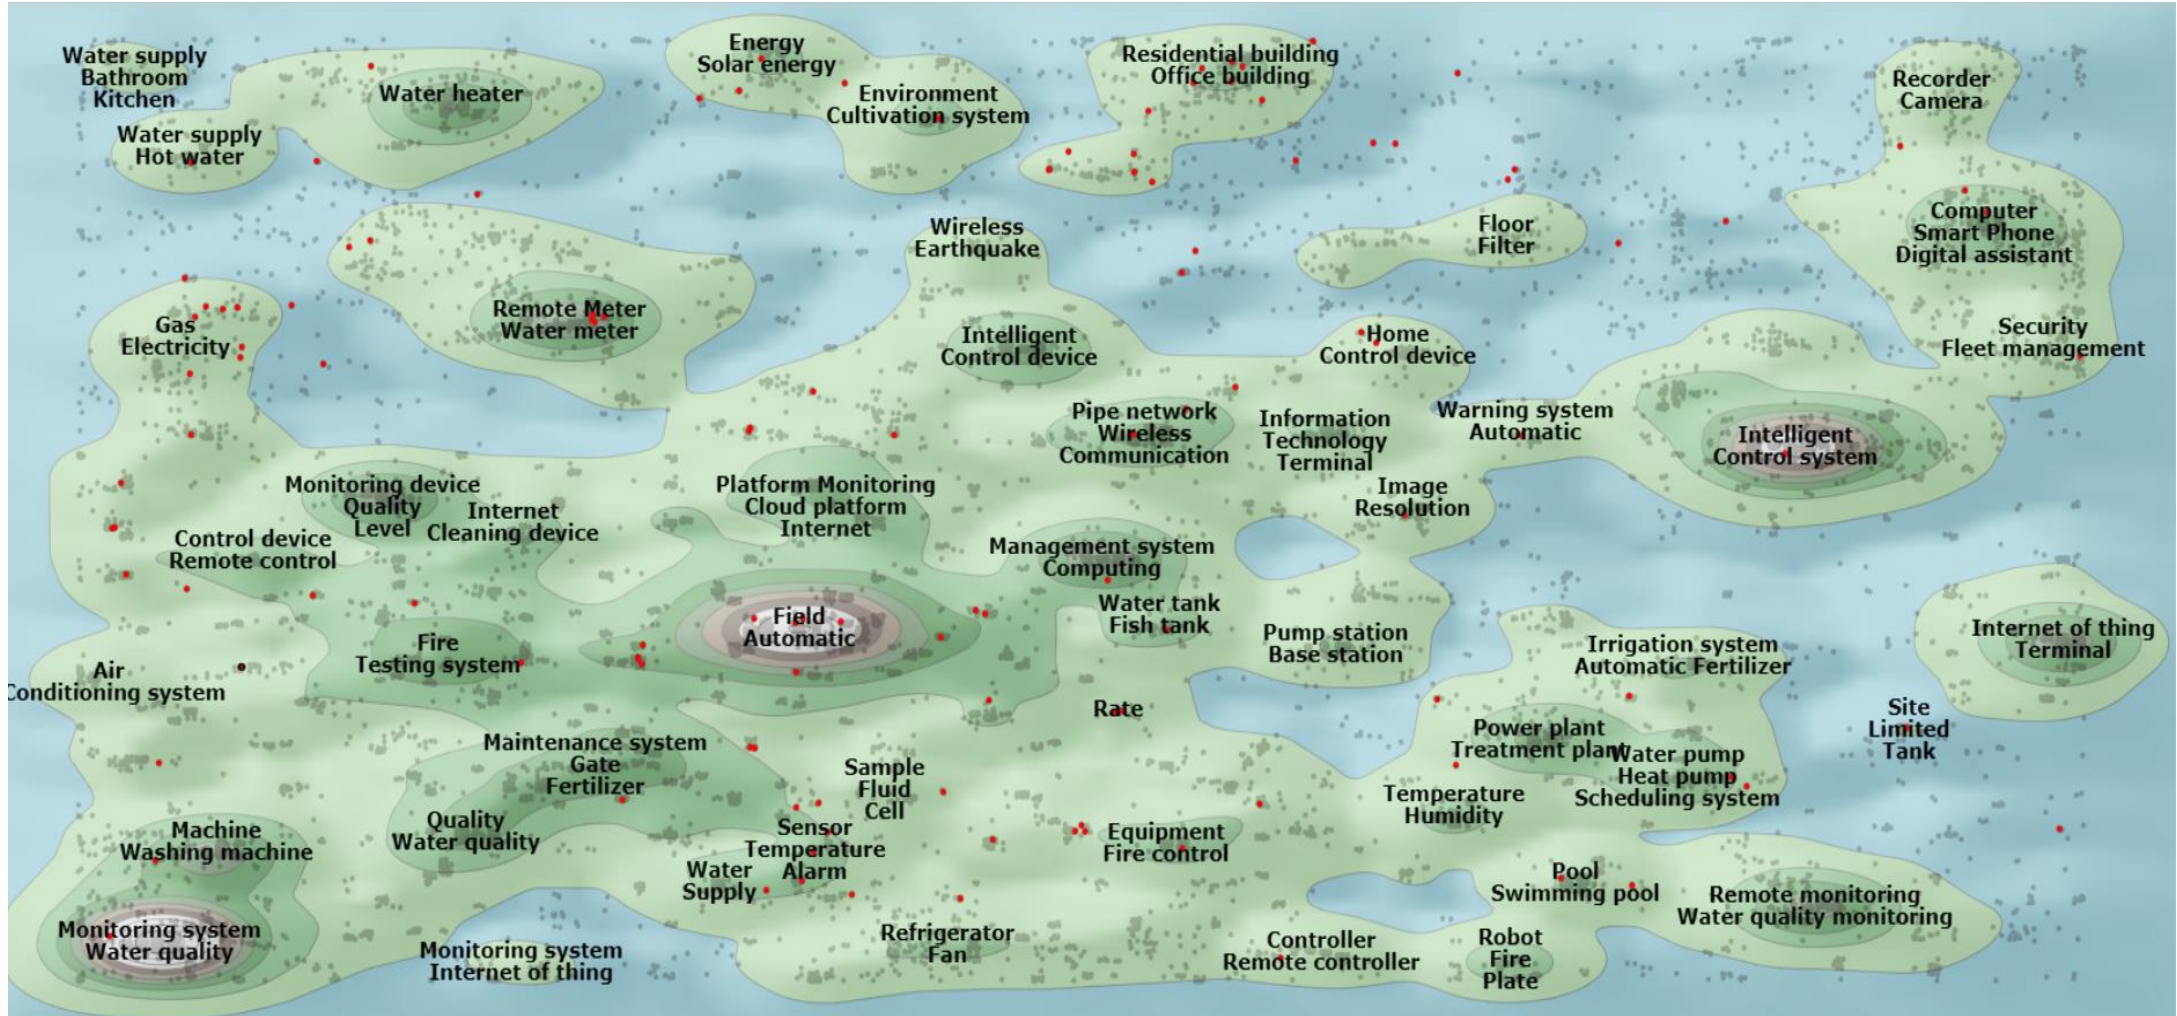 Water supply
Bathroom
Kitchen
Water supply
Hot water
Water heater
Energy
Solar energy
Environment
Cultivation system
Residential building
Office building
Recorder
Camera
Computer
Smart Phone
Digital assistant
Wireless
Earthquake
Floor
Filter
Gas
Electricity
Remote Meter
Water meter
Intelligent
Control device
Home
Control device
Security
Fleet management
Pipe network
Wireless
Communication
Information
Technology
Terminal
Warning system
Automatic
Intelligent
Control system
Monitoring device
Quality
Level
Internet
Cleaning device
Platform Monitoring
Cloud platform
Internet
Image
Resolution
Control device
Remote control
Management system
Computing
Water tank
Fish tank
Field
Automatic
Fire
Testing system
Pump station
Base station
Irrigation system
Automatic Fertilizer
Internet of thing
Terminal
Air
Conditioning system
Rate
Site
Limited
Tank
Power plant
Treatment plant
Water pump
Heat pump
Scheduling system
Maintenance system
Gate
Fertilizer
Sample
Fluid
Cell
Temperature
Humidity
Machine
Washing machine
Quality
Water quality
Sensor
Temperature
Alarm
Water
Supply
Equipment
Fire control
Pool
Swimming pool
Remote monitoring
Water quality monitoring
Monitoring system
Water quality
Monitoring system
Internet of thing
Refrigerator
Fan
Controller
Remote controller
Robot
Fire
Plate